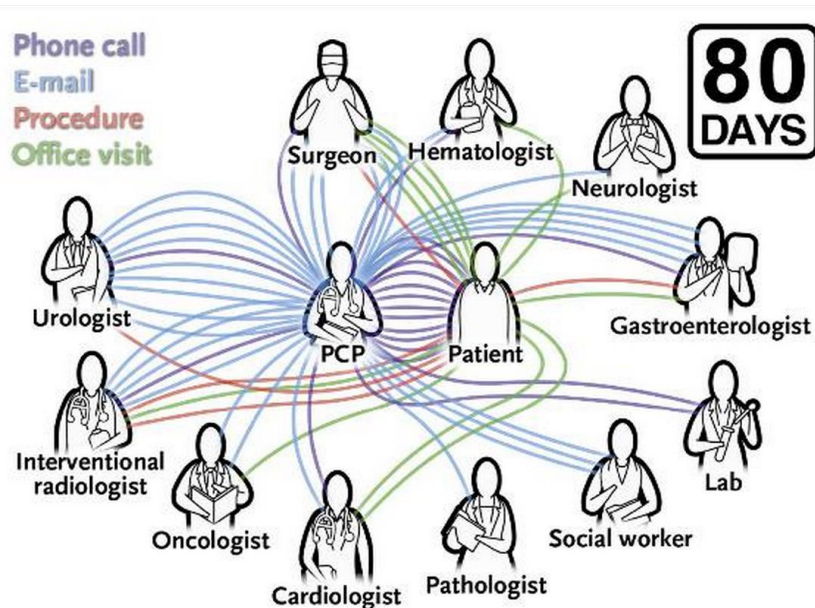 Phone call
E-mail
Procedure
Office visit
80
DAYS
Surgeon
Hematologist
Neurologist
Urologist
PCP
Patient
Gastroenterologist
Interventional
radiologist
Oncologist
Cardiologist
Pathologist
Social worker
Lab